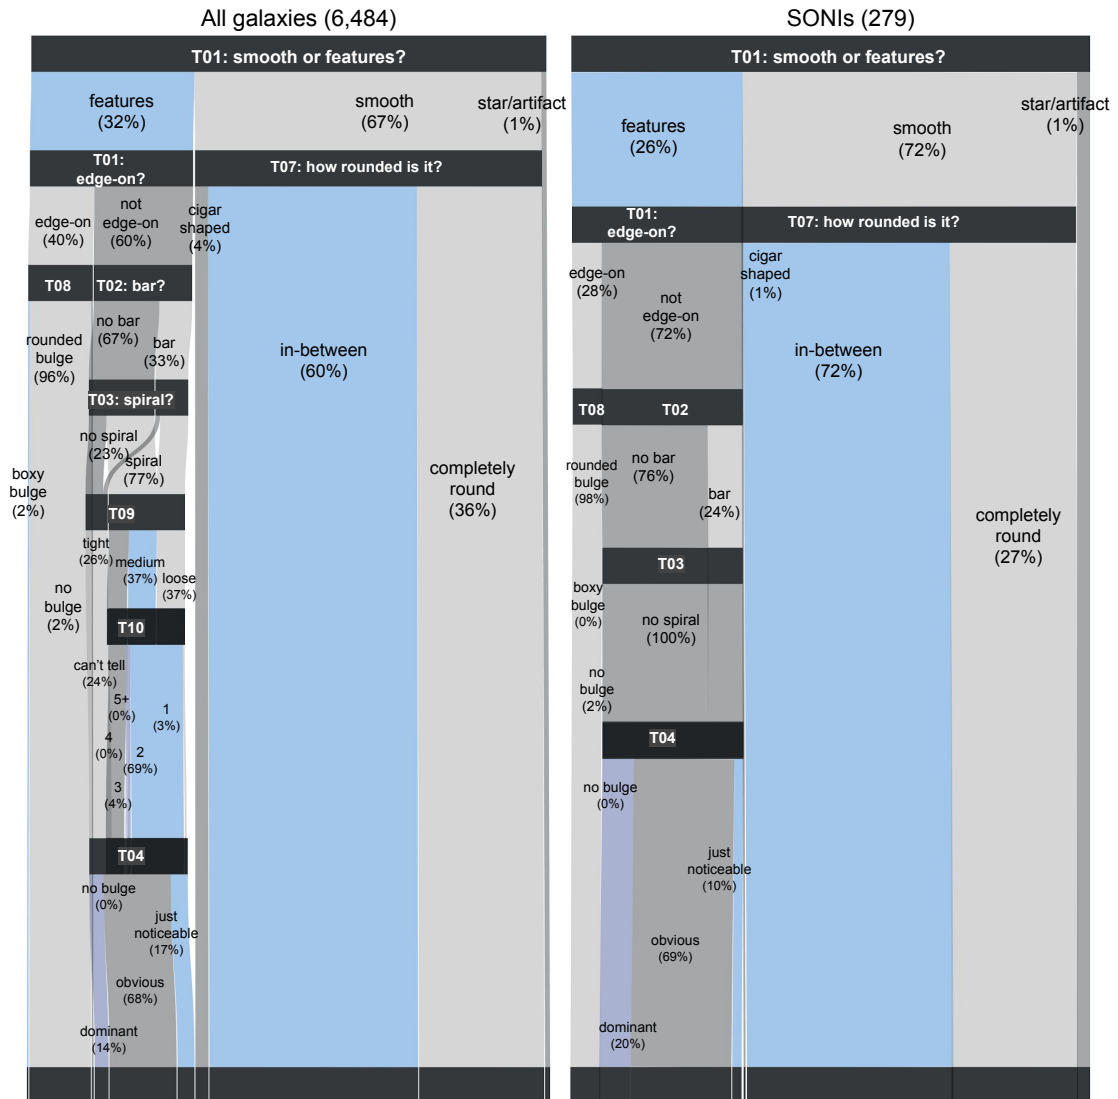 All galaxies (6,484)
T01: smooth or features?
features
(32%)
smooth
(67%)
star/artifact
(1%)
T01:
edge-on?
T07: how rounded is it?
edge-on
(40%)
not
edge-on
(60%)
cigar
shaped
(4%)
T08
T02: bar?
rounded
bulge
(96%)
no bar
(67%)
bar
(33%)
in-between
(60%)
T03: spiral?
no spiral
(23%)
spiral
(77%)
completely
round
(36%)
boxy
bulge
(2%)
T09
tight
(26%)
medium
(37%)
loose
(37%)
no
bulge
(2%)
T10
can't tell
(24%)
5+
(0%)
1
(3%)
4
(0%)
2
(69%)
3
(4%)
T04
no bulge
(0%)
just
noticeable
(17%)
obvious
(68%)
dominant
(14%)
SONIs (279)
T01: smooth or features?
features
(26%)
smooth
(72%)
star/artifact
(1%)
T01:
edge-on?
T07: how rounded is it?
edge-on
(28%)
not
edge-on
(72%)
cigar
shaped
(1%)
in-between
(72%)
T08
T02
rounded
bulge
(98%)
no bar
(76%)
bar
(24%)
completely
round
(27%)
T03
boxy
bulge
(0%)
no spiral
(100%)
no
bulge
(2%)
T04
no bulge
(0%)
just
noticeable
(10%)
obvious
(69%)
dominant
(20%)